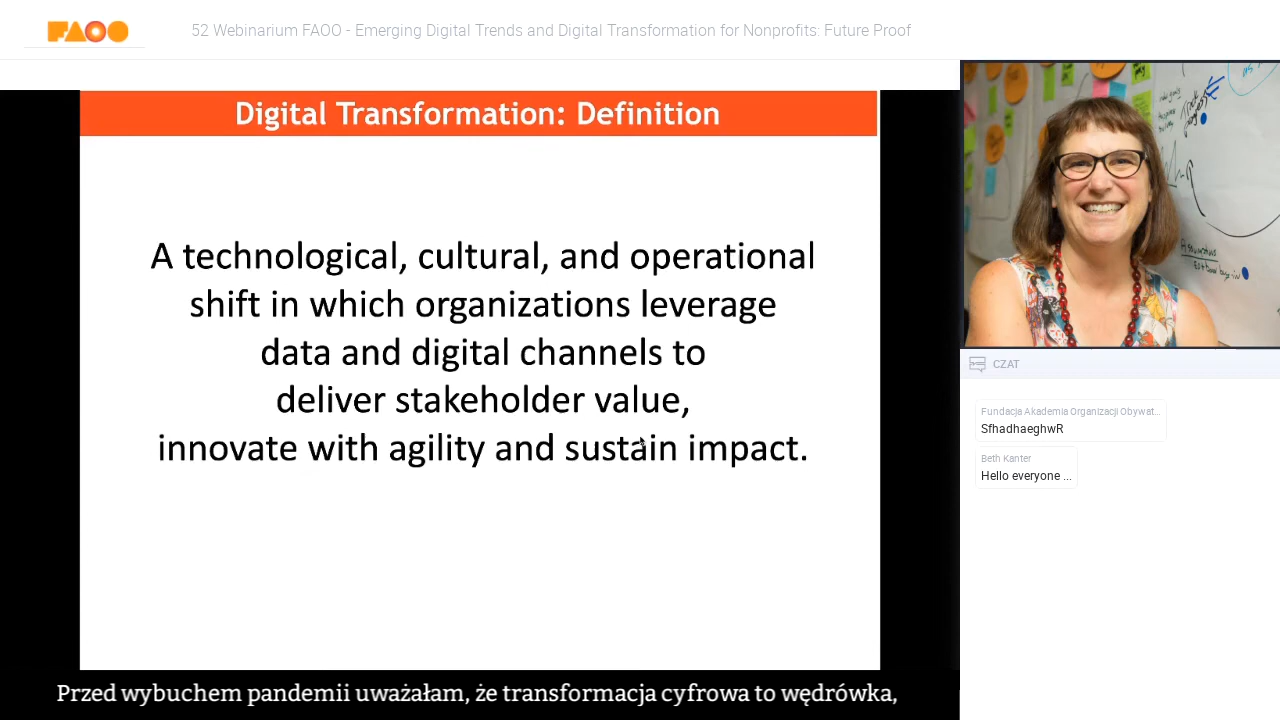 FAOO
52 Webinarium FAOO - Emerging Digital Trends and Digital Transformation for Nonprofits: Future Proof
Digital Transformation: Definition
A technological, cultural, and operational
shift in which organizations leverage
data and digital channels to
deliver stakeholder value,
innovate with agility and sustain impact.
Przed wybuchem pandemii uważałam, że transformacja cyfrowa to wędrówka,
CZAT
Fundacja Akademia Organizacji Obywat...
SfhadhaeghwR
Beth Kanter
Hello everyone ...